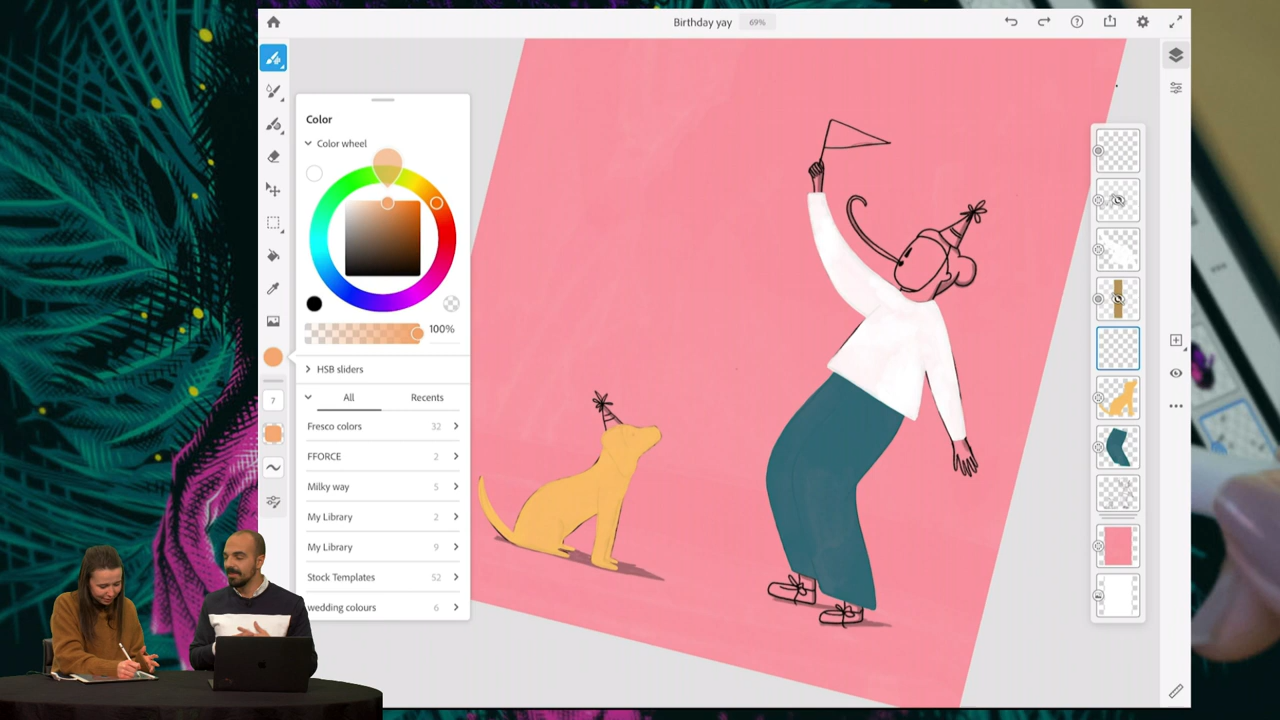 Birthday yay 69%
Color
Color wheel
100%
HSB sliders
All Recents
7
Fresco colors 32
FFORCE 2
Milky way 5
My Library 2
My Library 9
Stock Templates 52
wedding colours 6